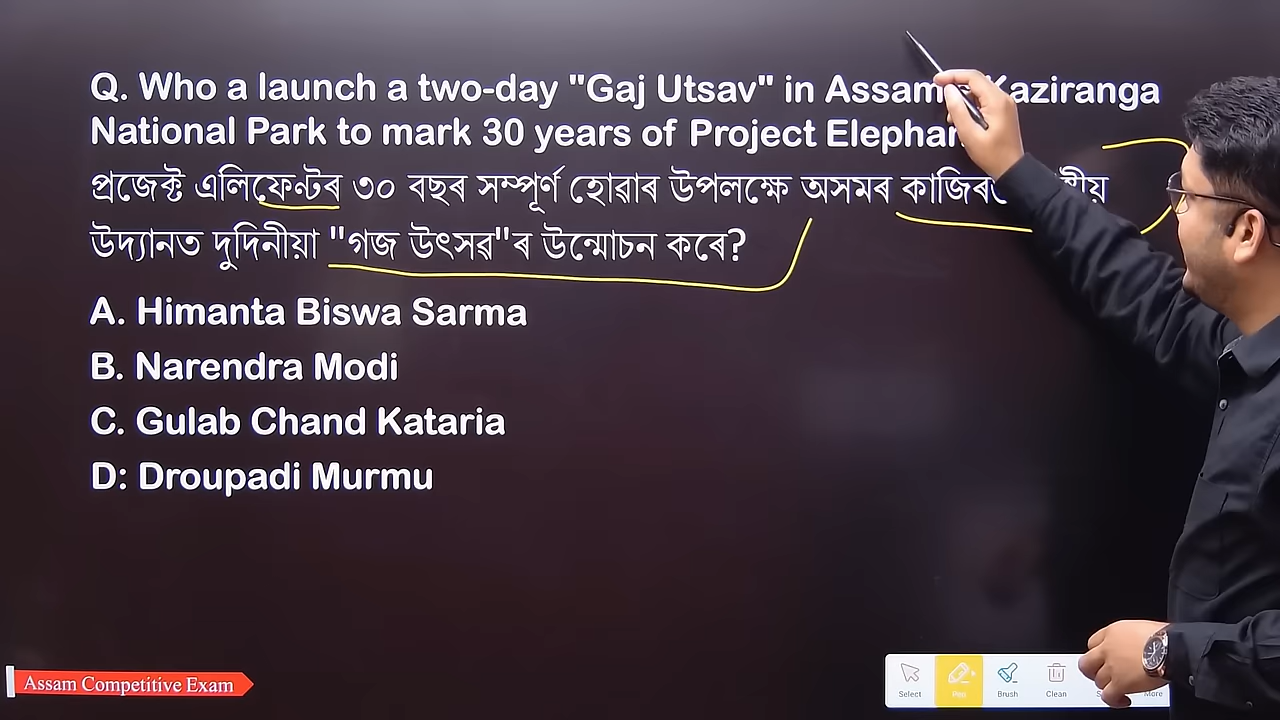 Q. Who a launch a two-day "Gaj Utsav" in Assam Kaziranga
National Park to mark 30 years of Project
প্ৰজেক্ট এলিফেণ্টৰ ৩০ বছৰ সম্পূৰ্ণ হোৱাৰ উপলক্ষে অসমৰ
উদ্যানত দুদিনীয়া "গজ উৎসৱ"ৰ উন্মোচন কৰে?
A. Himanta Biswa Sarma
B. Narendra Modi
C. Gulab Chand Kataria
D: Droupadi Murmu
Assam Competitive Exam
Select Pen Brush Clean More